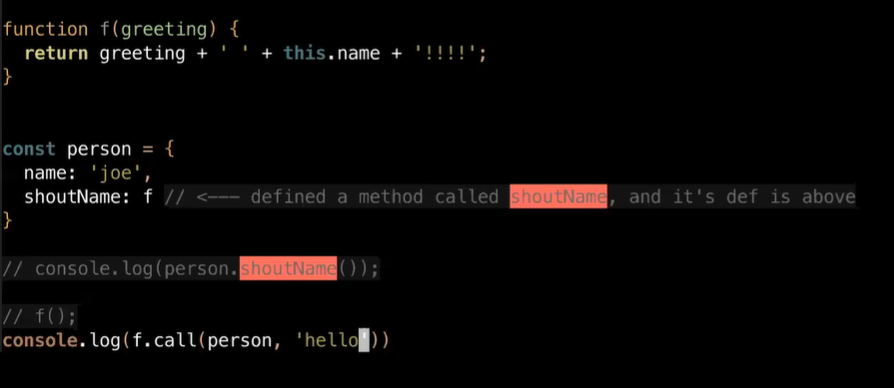 function f(greeting) {
  return greeting + ' ' + this.name + '!!!!';
}
const person = {
  name: 'joe',
  shoutName: f // <--- defined a method called shoutName, and it's def is above
}
// console.log(person.shoutName());
// f();
console.log(f.call(person, 'hello'))